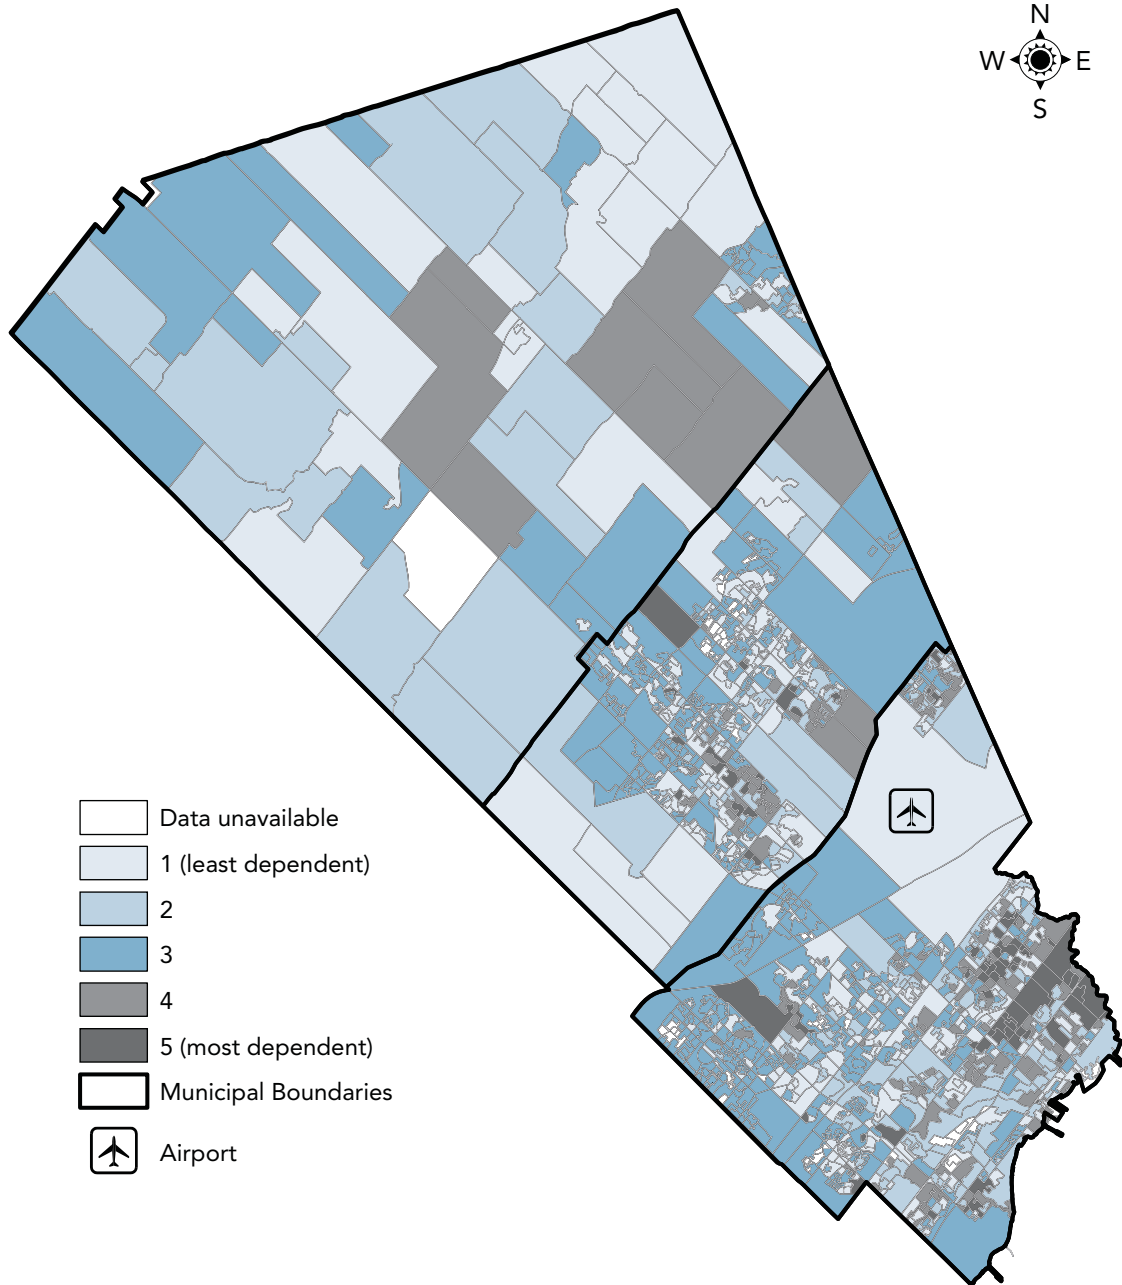 N
W E
S
Data unavailable
1 (least dependent)
2
3
4
5 (most dependent)
Municipal Boundaries
Airport